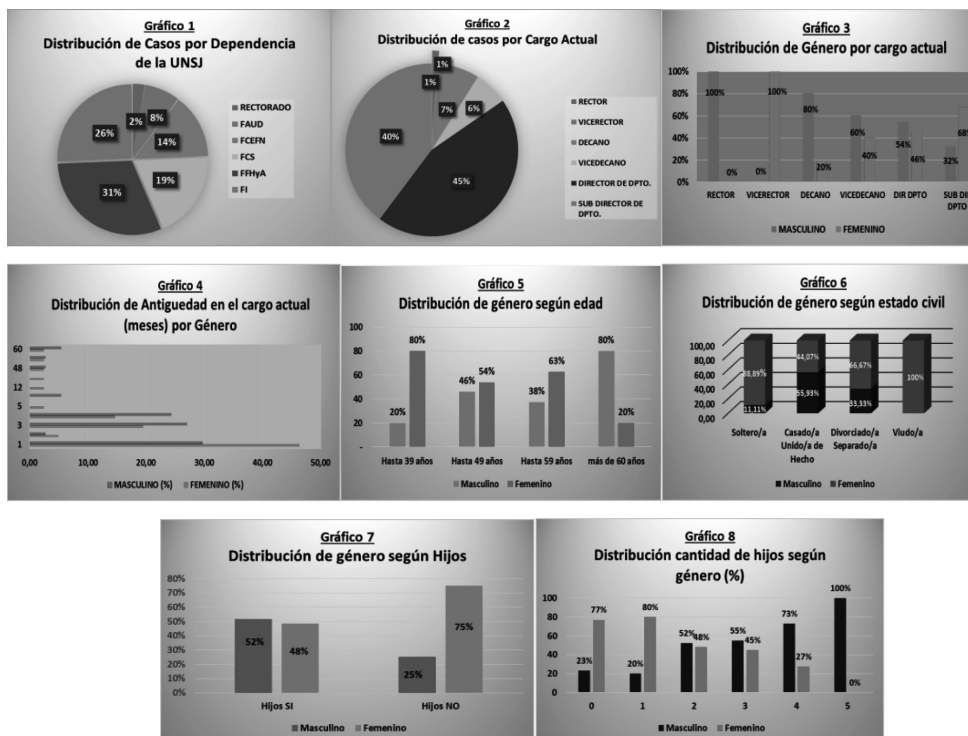 Gráfico 1
Distribución de Casos por Dependencia
de la UNSJ
2%
8%
14%
19%
31%
26%
RECTORADO
FAUD
FCEFN
FCS
FFHyA
FI
Gráfico 2
Distribución de casos por Cargo Actual
1%
1%
7%
6%
45%
40%
RECTOR
VICERECTOR
DECANO
VICEDECANO
DIRECTOR DE DPTO.
SUB DIRECTOR DE
DPTO.
Gráfico 3
Distribución de Género por cargo actual
100%
80%
60%
40%
20%
0%
100%
0%
0%
100%
80%
20%
60%
40%
54%
46%
32%
68%
RECTOR
VICERECTOR
DECANO
VICEDECANO
DIR DPTO
SUB DI
DPTO
MASCULINO
FEMENINO
Gráfico 4
Distribución de Antiguedad en el cargo actual
(meses) por Género
60
48
12
5
3
1
0,00
10,00
20,00
30,00
40,00
50,00
MASCULINO (%)
FEMENINO (%)
Gráfico 5
Distribución de género según edad
100
80
60
40
20
-
20%
80%
46%
54%
38%
63%
80%
20%
Hasta 39 años
Hasta 49 años
Hasta 59 años
más de 60 años
Masculino
Femenino
Gráfico 6
Distribución de género según estado civil
100,00
80,00
60,00
40,00
20,00
0,00
11,11%
44,07%
55,93%
66,67%
33,33%
100%
Soltero/a
Casado/a
Unido/a de
Hecho
Divorciado/a
Separado/a
Viudo/a
Masculino
Femenino
Gráfico 7
Distribución de género según Hijos
80%
70%
60%
50%
40%
30%
20%
10%
0%
52%
48%
25%
75%
Hijos SI
Hijos NO
Masculino
Femenino
Gráfico 8
Distribución cantidad de hijos según
género (%)
100
80
60
40
20
0
23%
77%
20%
80%
52%
48%
55%
45%
73%
27%
100%
0%
0
1
2
3
4
5
Masculino
Femenino